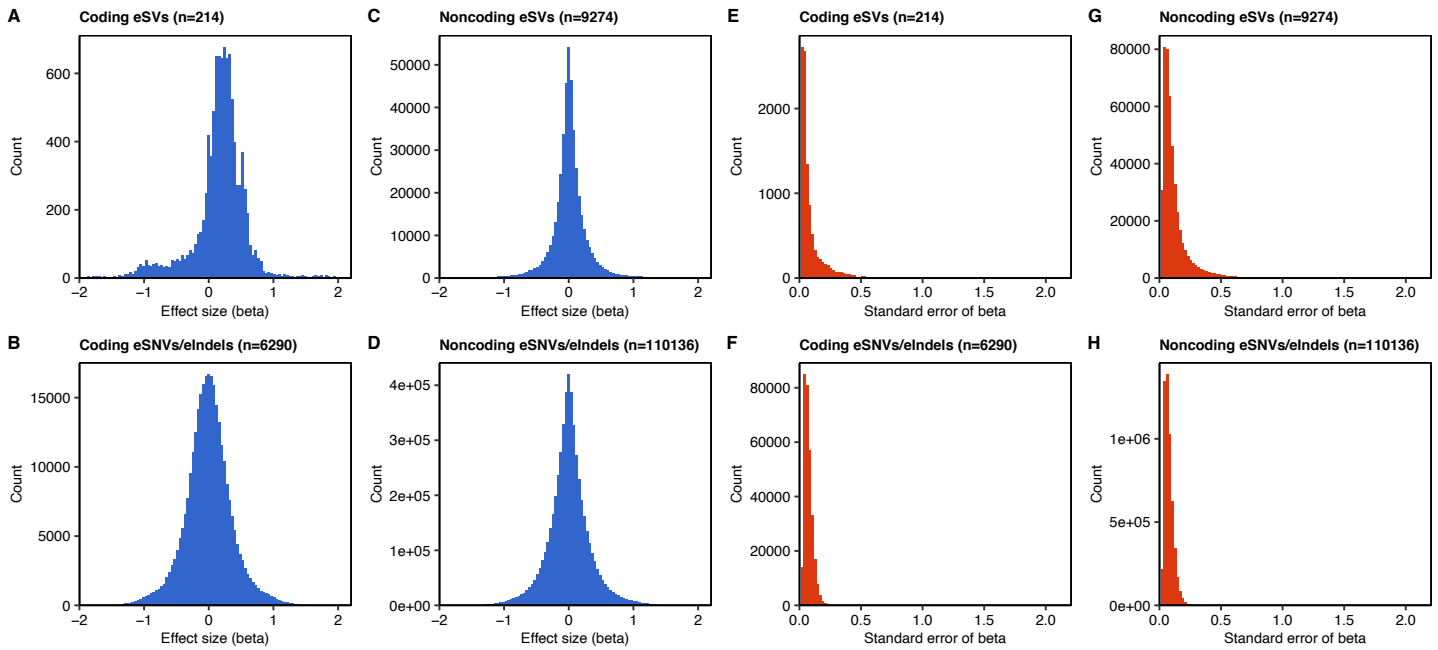 A Coding eSVs (n=214)
Count
600
400
200
0
−2 −1 0 1 2
Effect size (beta)
C Noncoding eSVs (n=9274)
Count
50000
40000
30000
20000
10000
0
−2 −1 0 1 2
Effect size (beta)
E Coding eSVs (n=214)
Count
2000
1000
0
0.0 0.5 1.0 1.5 2.0
Standard error of beta
G Noncoding eSVs (n=9274)
Count
80000
60000
40000
20000
0
0.0 0.5 1.0 1.5 2.0
Standard error of beta
B Coding eSNVs/eIndels (n=6290)
Count
15000
10000
5000
0
−2 −1 0 1 2
Effect size (beta)
D Noncoding eSNVs/eIndels (n=110136)
Count
4e+05
3e+05
2e+05
1e+05
0e+00
−2 −1 0 1 2
Effect size (beta)
F Coding eSNVs/eIndels (n=6290)
Count
80000
60000
40000
20000
0
0.0 0.5 1.0 1.5 2.0
Standard error of beta
H Noncoding eSNVs/eIndels (n=110136)
Count
1e+06
5e+05
0e+00
0.0 0.5 1.0 1.5 2.0
Standard error of beta